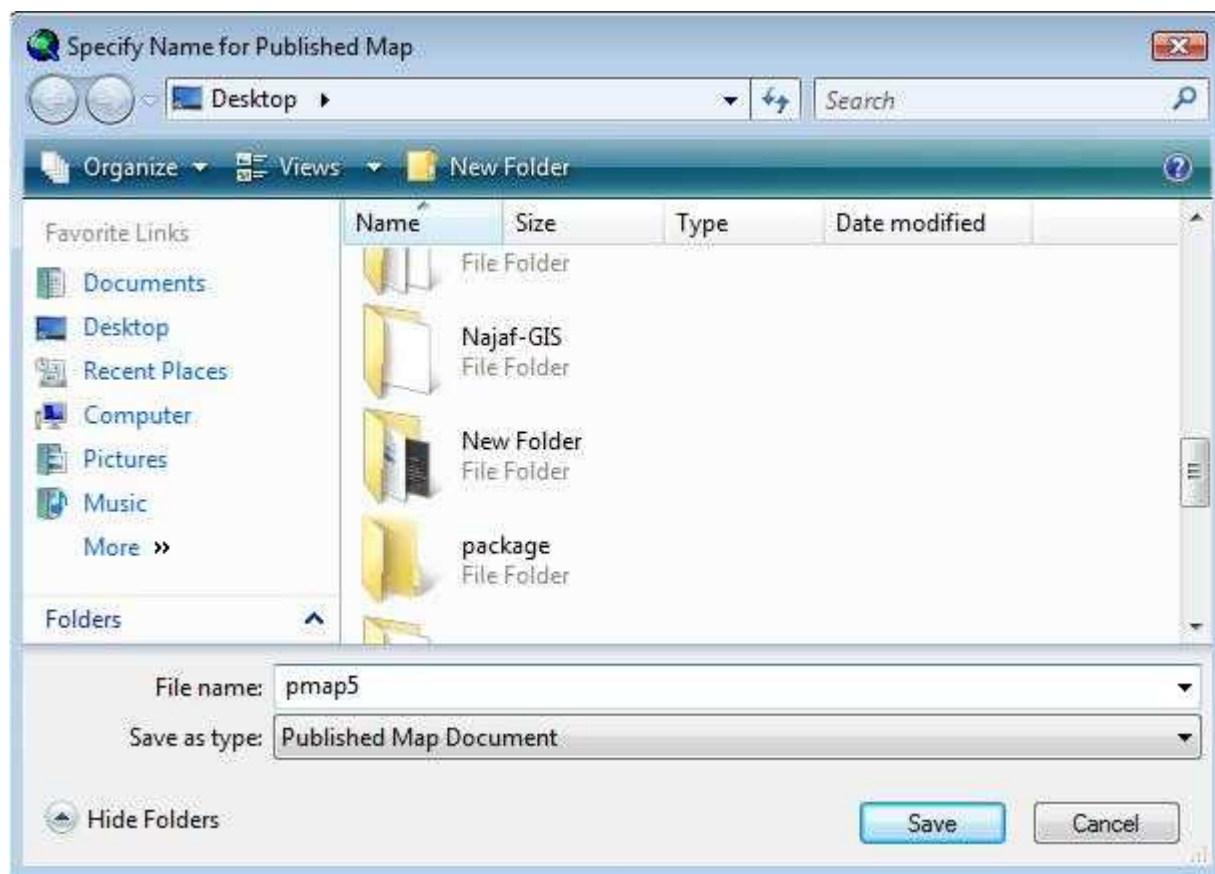 Specify Name for Published Map
Desktop
Search
Organize Views New Folder
Favorite Links
Documents
Desktop
Recent Places
Computer
Pictures
Music
More »
Folders
Name Size Type Date modified
File Folder
Najaf-GIS
File Folder
New Folder
File Folder
package
File Folder
File name: pmap5
Save as type: Published Map Document
Hide Folders
Save Cancel